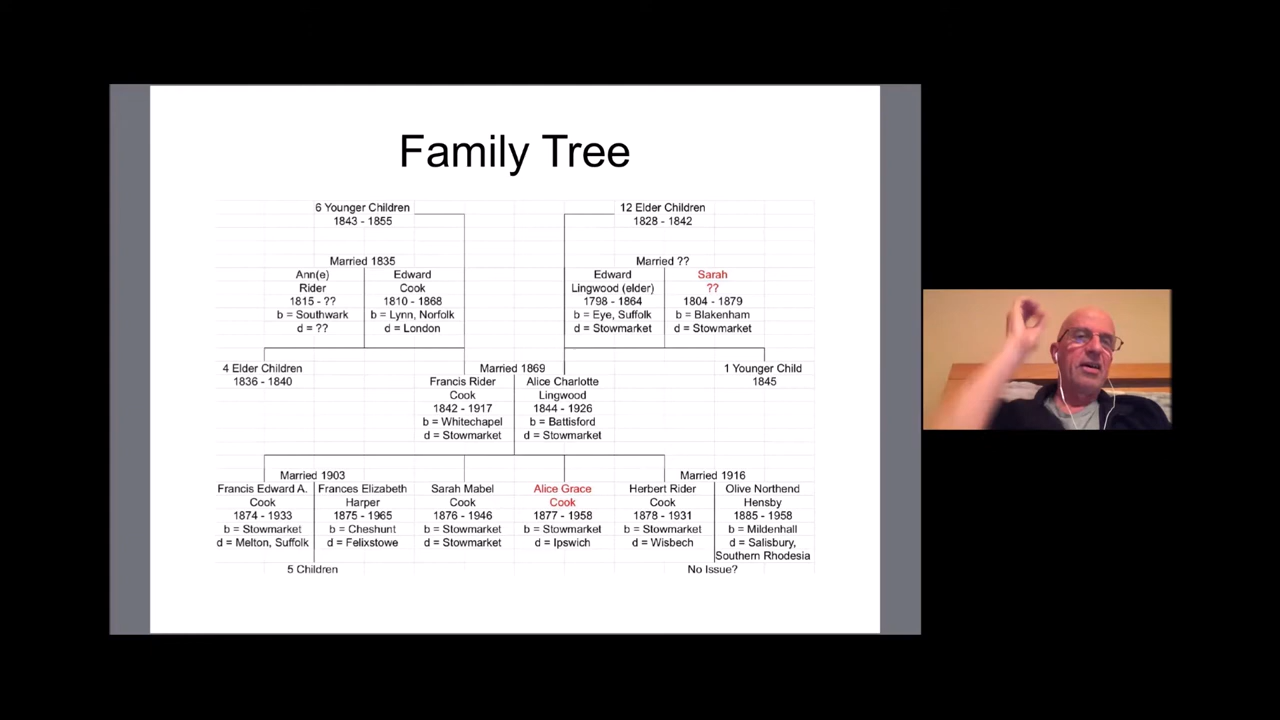 Family Tree
6 Younger Children
1843 - 1855
12 Elder Children
1828 - 1842
Married 1835
Ann(e)
Rider
1815 - ??
b = Southwark
d = ??
Edward
Cook
1810 - 1868
b = Lynn, Norfolk
d = London
Married ??
Edward
Lingwood (elder)
1798 - 1864
b = Eye, Suffolk
d = Stowmarket
Sarah
??
1804 - 1879
b = Blakenham
d = Stowmarket
4 Elder Children
1836 - 1840
Married 1869
Francis Rider
Cook
1842 - 1917
b = Whitechapel
d = Stowmarket
Alice Charlotte
Lingwood
1844 - 1926
b = Battisford
d = Stowmarket
1 Younger Child
1845
Married 1903
Francis Edward A.
Cook
1874 - 1933
b = Stowmarket
d = Melton, Suffolk
Frances Elizabeth
Harper
1875 - 1965
b = Cheshunt
d = Felixstowe
5 Children
Sarah Mabel
Cook
1876 - 1946
b = Stowmarket
d = Stowmarket
Alice Grace
Cook
1877 - 1958
b = Stowmarket
d = Ipswich
Married 1916
Herbert Rider
Cook
1878 - 1931
b = Stowmarket
d = Wisbech
Olive Northend
Hensby
1885 - 1958
b = Mildenhall
d = Salisbury,
Southern Rhodesia
No Issue?